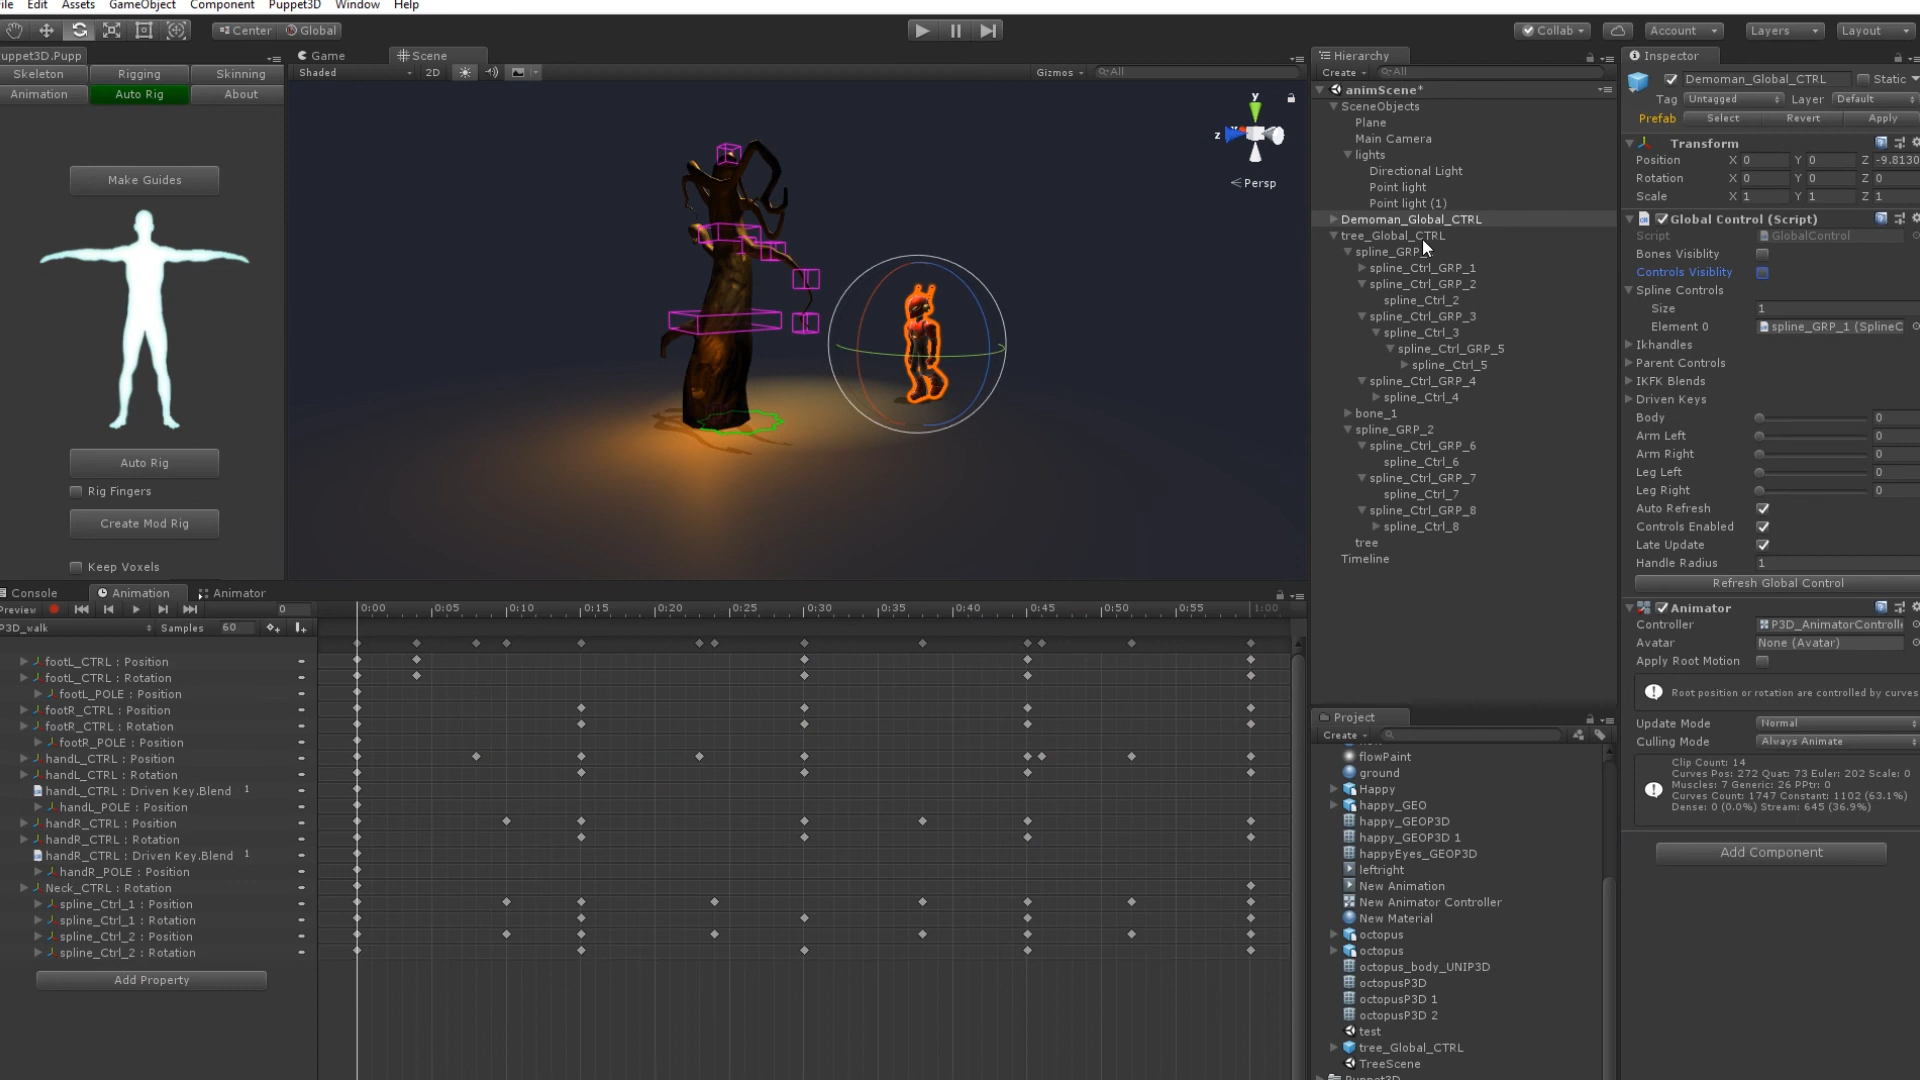 ile Edit Assets GameObject Component Puppet3D Window Help
Center Global Collab Account Layers Layout
uppet3D.Pupp
Skeleton Rigging Skinning
Animation Auto Rig About
Make Guides
Auto Rig
Rig Fingers
Create Mod Rig
Keep Voxels
Game Scene
Shaded 2D Gizmos All
y
z
Persp
Hierarchy
Create All
animScene*
SceneObjects
Plane
Main Camera
lights
Directional Light
Point light
Point light (1)
Demoman_Global_CTRL
tree_Global_CTRL
spline_GRP
spline_Ctrl_GRP_1
spline_Ctrl_GRP_2
spline_Ctrl_2
spline_Ctrl_GRP_3
spline_Ctrl_3
spline_Ctrl_GRP_5
spline_Ctrl_5
spline_Ctrl_GRP_4
spline_Ctrl_4
bone_1
spline_GRP_2
spline_Ctrl_GRP_6
spline_Ctrl_6
spline_Ctrl_GRP_7
spline_Ctrl_7
spline_Ctrl_GRP_8
spline_Ctrl_8
tree
Timeline
Inspector
Demoman_Global_CTRL Static
Tag Untagged Layer Default
Prefab Select Revert Apply
Transform
Position X 0 Y 0 Z -9.8130
Rotation X 0 Y 0 Z 0
Scale X 1 Y 1 Z 1
Global Control (Script)
Script GlobalControl
Bones Visiblity
Controls Visiblity
Spline Controls
Size 1
Element 0 spline_GRP_1 (SplineC
Ikhandles
Parent Controls
IKFK Blends
Driven Keys
Body 0
Arm Left 0
Arm Right 0
Leg Left 0
Leg Right 0
Auto Refresh
Controls Enabled
Late Update
Handle Radius 1
Refresh Global Control
Animator
Controller P3D_AnimatorControlle
Avatar None (Avatar)
Apply Root Motion
Root position or rotation are controlled by curves
Update Mode Normal
Culling Mode Always Animate
Clip Count: 14
Curves Pos: 272 Quat: 73 Euler: 202 Scale: 0
Muscles: 7 Generic: 26 PPtr: 0
Curves Count: 1747 Constant: 1102 (63.1%)
Dense: 0 (0.0%) Stream: 645 (36.9%)
Add Component
Console Animation Animator
Preview 0 0:00 0:05 0:10 0:15 0:20 0:25 0:30 0:35 0:40 0:45 0:50 0:55 1:00
P3D_walk Samples 60
footL_CTRL : Position
footL_CTRL : Rotation
footL_POLE : Position
footR_CTRL : Position
footR_CTRL : Rotation
footR_POLE : Position
handL_CTRL : Position
handL_CTRL : Rotation
handL_CTRL : Driven Key.Blend 1
handL_POLE : Position
handR_CTRL : Position
handR_CTRL : Rotation
handR_CTRL : Driven Key.Blend 1
handR_POLE : Position
Neck_CTRL : Rotation
spline_Ctrl_1 : Position
spline_Ctrl_1 : Rotation
spline_Ctrl_2 : Position
spline_Ctrl_2 : Rotation
Add Property
Project
Create
flowPaint
ground
Happy
happy_GEO
happy_GEOP3D
happy_GEOP3D 1
happyEyes_GEOP3D
leftright
New Animation
New Animator Controller
New Material
octopus
octopus
octopus_body_UNIP3D
octopusP3D
octopusP3D 1
octopusP3D 2
test
tree_Global_CTRL
TreeScene
Puppet3D